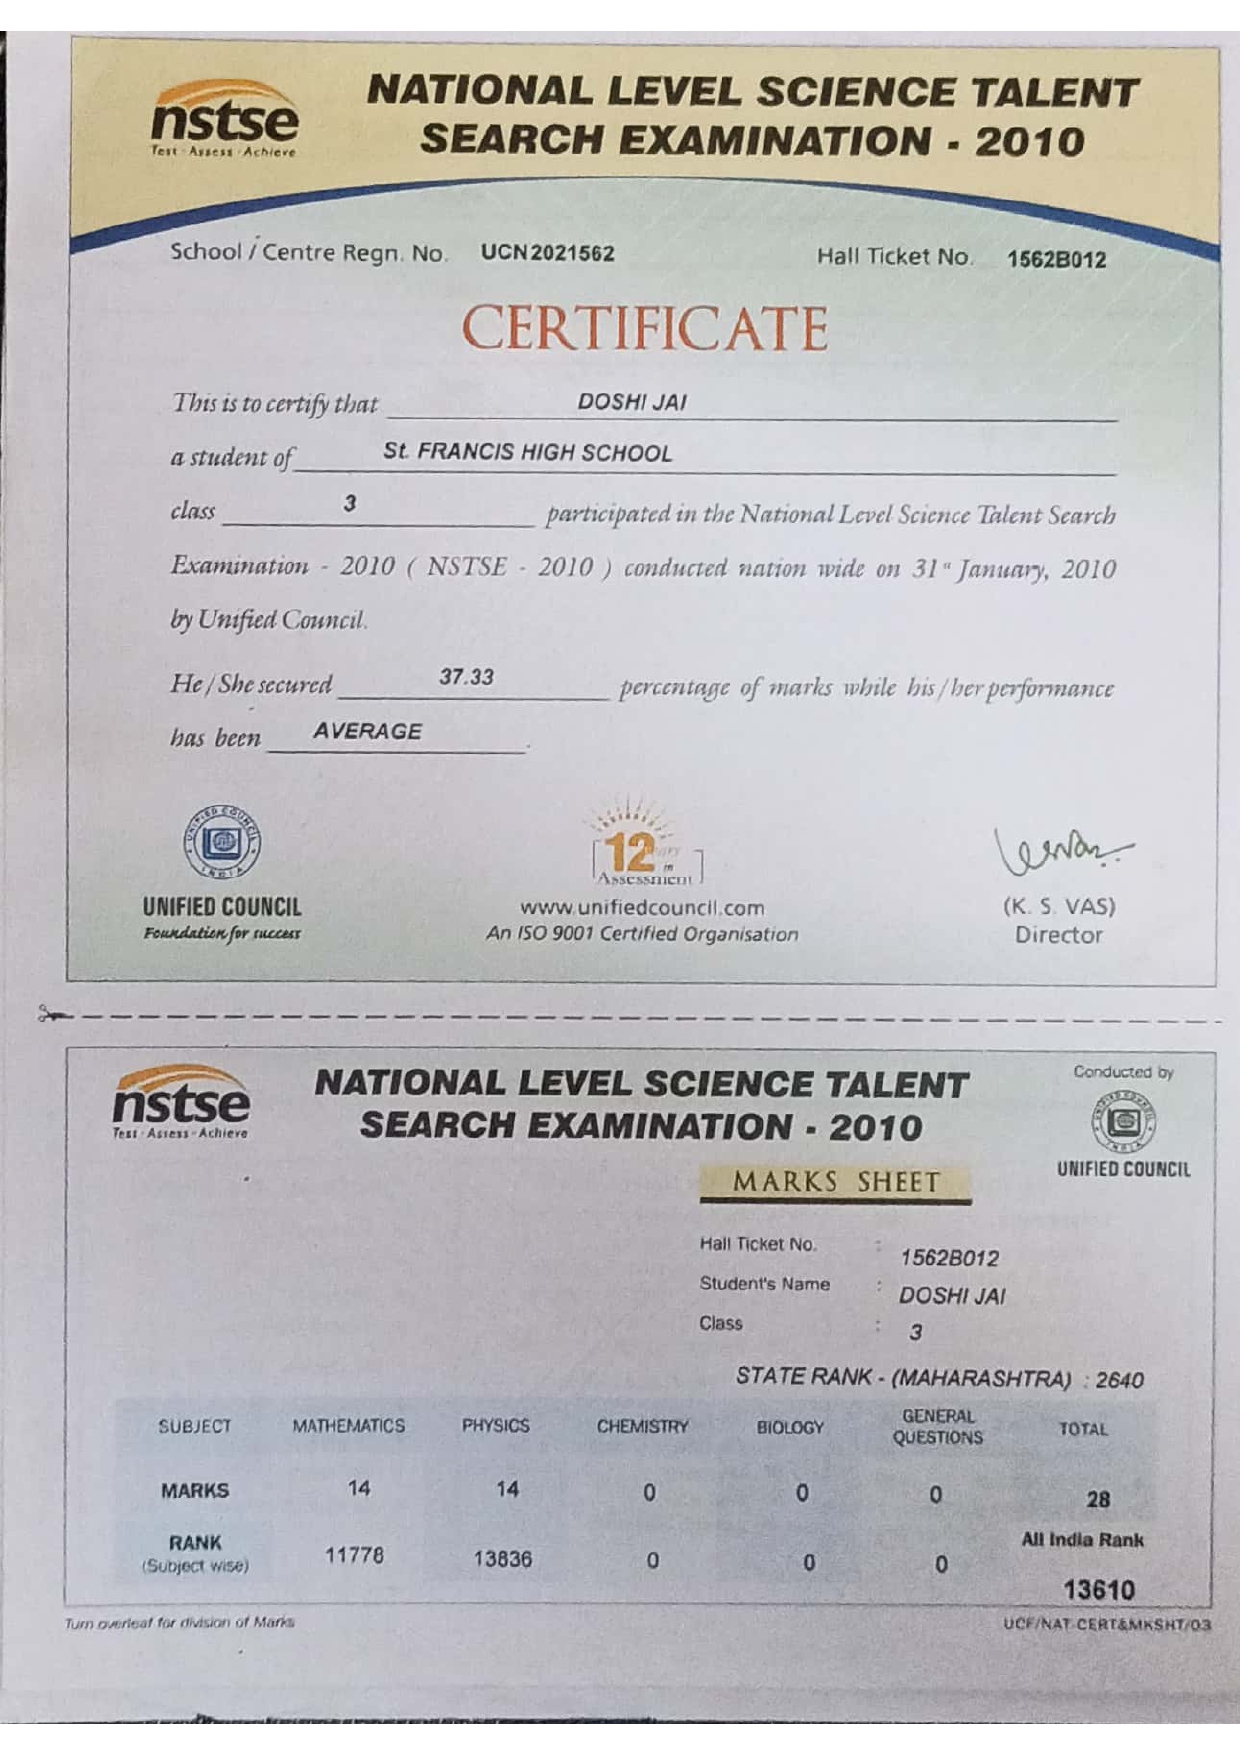 nstse
Test · Assess · Achieve
NATIONAL LEVEL SCIENCE TALENT
SEARCH EXAMINATION - 2010
School / Centre Regn. No. UCN2021562 Hall Ticket No. 1562B012
CERTIFICATE
This is to certify that DOSHI JAI
a student of St. FRANCIS HIGH SCHOOL
class 3 participated in the National Level Science Talent Search
Examination - 2010 ( NSTSE - 2010 ) conducted nation wide on 31st January, 2010
by Unified Council.
He / She secured 37.33 percentage of marks while his / her performance
has been AVERAGE .
UNIFIED COUNCIL
INDIA
12 years
in
Assessment
UNIFIED COUNCIL www.unifiedcouncil.com (K. S. VAS)
Foundation for success An ISO 9001 Certified Organisation Director
nstse
Test · Assess · Achieve
NATIONAL LEVEL SCIENCE TALENT
SEARCH EXAMINATION - 2010
Conducted by
UNIFIED COUNCIL
INDIA
UNIFIED COUNCIL
MARKS SHEET
Hall Ticket No. : 1562B012
Student's Name : DOSHI JAI
Class : 3
STATE RANK - (MAHARASHTRA) : 2640
SUBJECT MATHEMATICS PHYSICS CHEMISTRY BIOLOGY GENERAL QUESTIONS TOTAL
MARKS 14 14 0 0 0 28
RANK (Subject wise) 11778 13836 0 0 0 All India Rank 13610
Turn overleaf for division of Marks UCF/NAT CERT&MKSHT/03